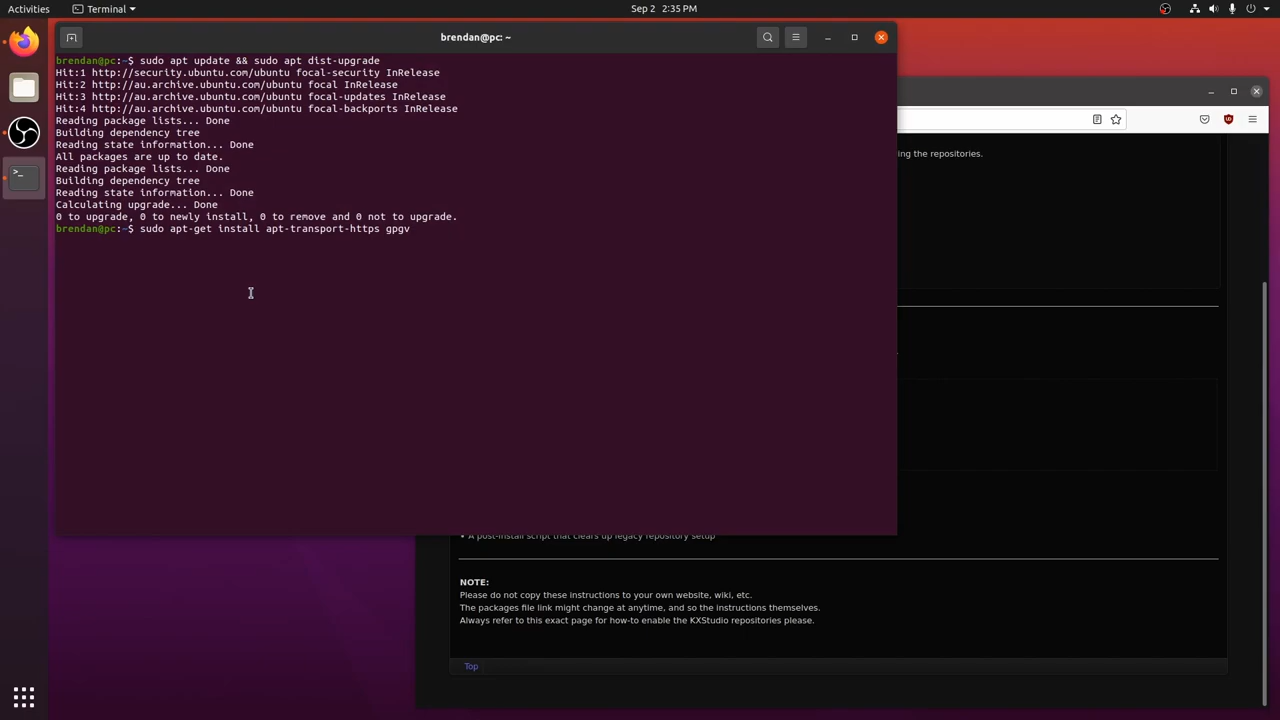 Activities
Terminal
Sep 2 2:35 PM
brendan@pc: ~
brendan@pc:~$ sudo apt update && sudo apt dist-upgrade
Hit:1 http://security.ubuntu.com/ubuntu focal-security InRelease
Hit:2 http://au.archive.ubuntu.com/ubuntu focal InRelease
Hit:3 http://au.archive.ubuntu.com/ubuntu focal-updates InRelease
Hit:4 http://au.archive.ubuntu.com/ubuntu focal-backports InRelease
Reading package lists... Done
Building dependency tree
Reading state information... Done
All packages are up to date.
Reading package lists... Done
Building dependency tree
Reading state information... Done
Calculating upgrade... Done
0 to upgrade, 0 to newly install, 0 to remove and 0 not to upgrade.
brendan@pc:~$ sudo apt-get install apt-transport-https gpgv
ing the repositories.
• A post-install script that clears up legacy repository setup
NOTE:
Please do not copy these instructions to your own website, wiki, etc.
The packages file link might change at anytime, and so the instructions themselves.
Always refer to this exact page for how-to enable the KXStudio repositories please.
Top